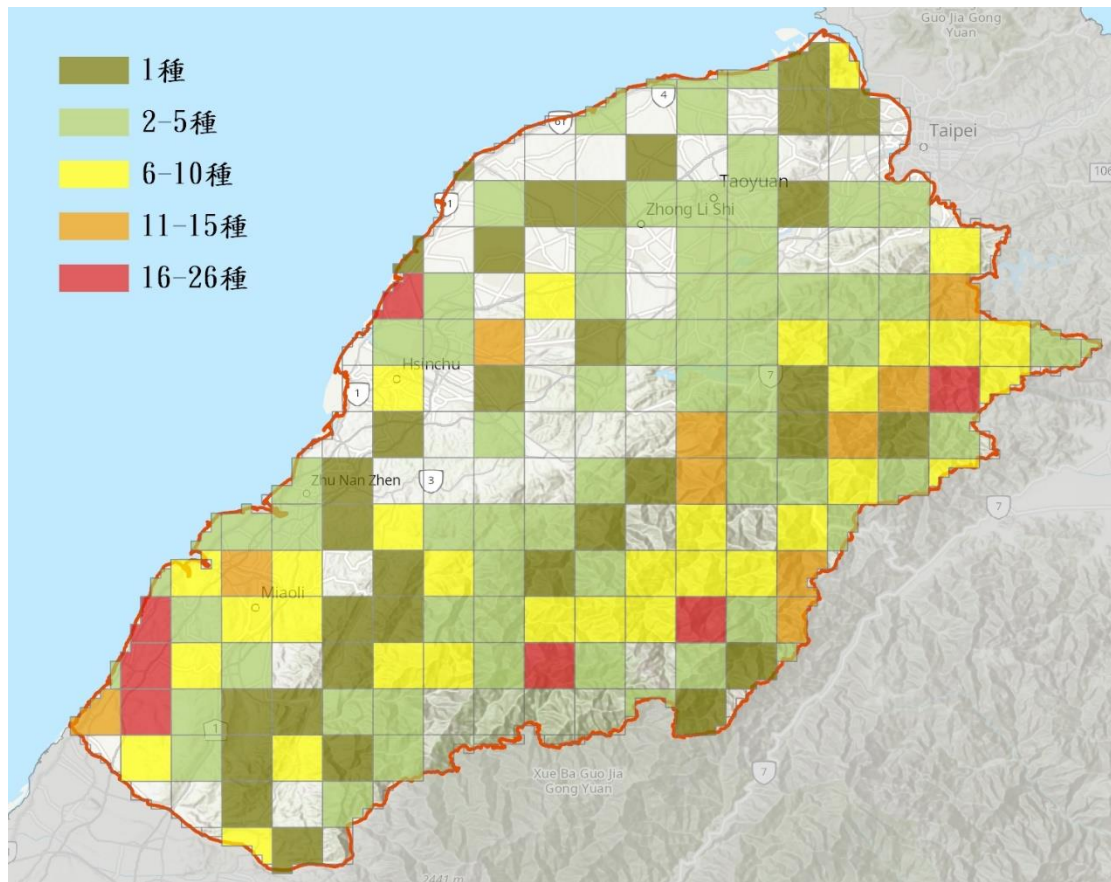 Guo Jia Gong
Yuan
1種
2-5種
6-10種
11-15種
16-26種
4
61
Taipei
106
Taoyuan
1
Zhong Li Shi
Hsinchu
7
1
Zhu Nan Zhen
3
7
Miaoli
1
Xue Ba Guo Jia
Gong Yuan
7
2441 m